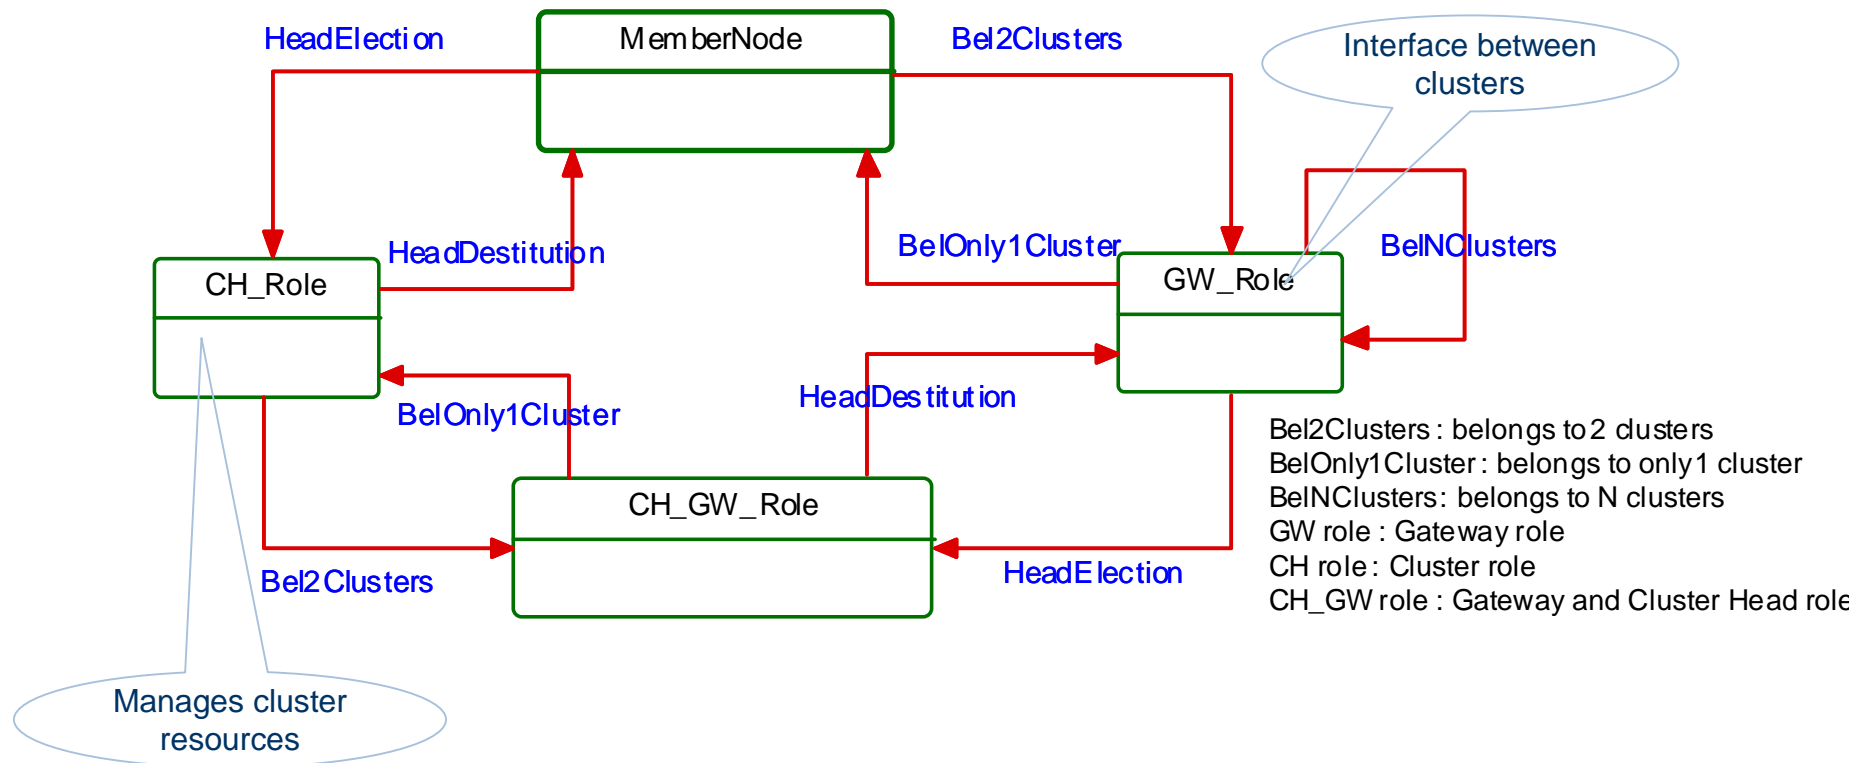 HeadElection
MemberNode
Bel2Clusters
Interface between
clusters
HeadDestitution
BelOnly1Cluster
BelNClusters
CH_Role
GW_Role
BelOnly1Cluster
HeadDestitution
Bel2Clusters : belongs to 2 clusters
BelOnly1Cluster : belongs to only 1 cluster
BelNClusters: belongs to N clusters
GW role : Gateway role
CH role : Cluster role
CH_GW role : Gateway and Cluster Head role
CH_GW_Role
Bel2Clusters
HeadElection
Manages cluster
resources